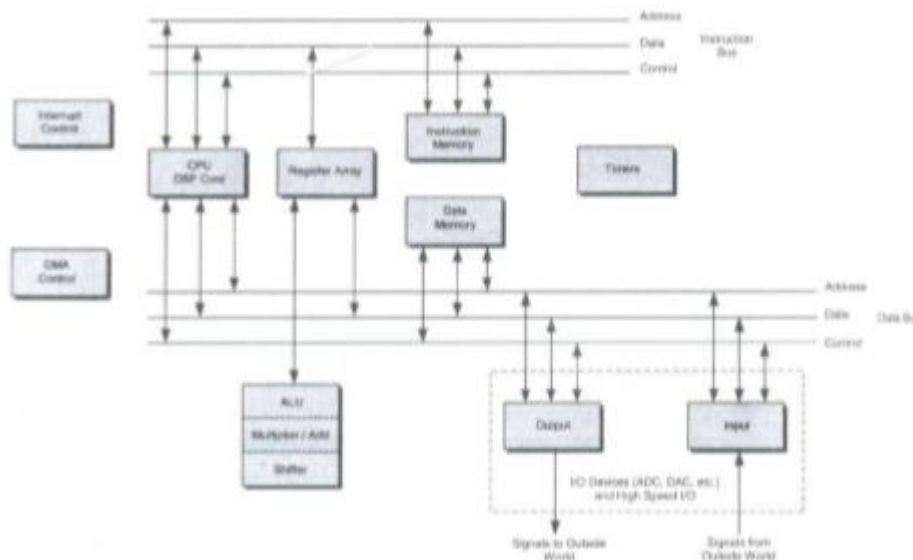 Address
Data
Instruction
Bus
Control
Interrupt
Control
Instruction
Memory
CPU
DSP Core
Register Array
Timers
Data
Memory
DMA
Control
Address
Data
Data Bu
Control
ALU
Multiplier / Add
Shifter
Output
Input
I/O Devices (ADC, DAC, etc.)
and High Speed I/O
Signals to Outside
World
Signals from
Outside World